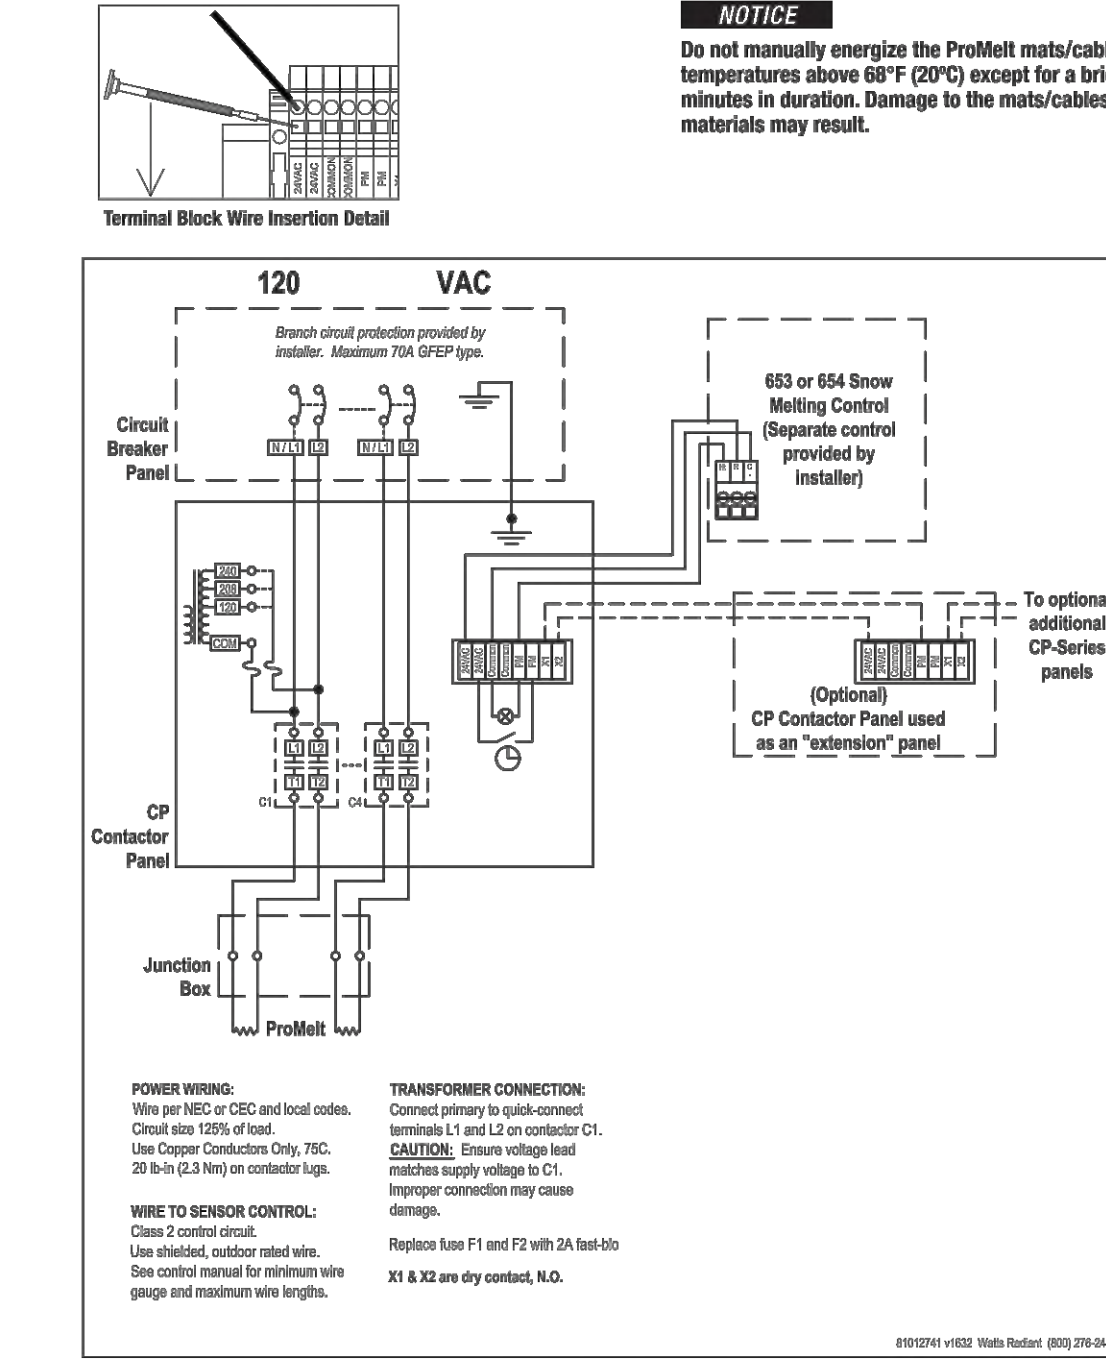 NOTICE
Do not manually energize the ProMelt mats/cabl
temperatures above 68°F (20ºC) except for a bri
minutes in duration. Damage to the mats/cables
materials may result.
24VAC
24VAC
COMMON
COMMON
PM
PM
Terminal Block Wire Insertion Detail
120 VAC
Branch circuit protection provided by
installer. Maximum 70A GFEP type.
Circuit
Breaker
Panel
N/L1 L2 N/L1 L2
653 or 654 Snow
Melting Control
(Separate control
provided by
installer)
R
C
240
208
120
COM
24VAC
24VAC
Common
Common
PM
PM
X1
X2
24VAC
24VAC
Common
Common
PM
PM
X1
X2
To optiona
additional
CP-Series
panels
(Optional)
CP Contactor Panel used
as an "extension" panel
L1 L2 L1 L2
T1 T2 T1 T2
C1 C4
CP
Contactor
Panel
Junction
Box
ProMelt
POWER WIRING:
Wire per NEC or CEC and local codes.
Circuit size 125% of load.
Use Copper Conductors Only, 75C.
20 lb-in (2.3 Nm) on contactor lugs.
WIRE TO SENSOR CONTROL:
Class 2 control circuit.
Use shielded, outdoor rated wire.
See control manual for minimum wire
gauge and maximum wire lengths.
TRANSFORMER CONNECTION:
Connect primary to quick-connect
terminals L1 and L2 on contactor C1.
CAUTION: Ensure voltage lead
matches supply voltage to C1.
Improper connection may cause
damage.
Replace fuse F1 and F2 with 2A fast-blo
X1 & X2 are dry contact, N.O.
81012741 v1632 Watts Radiant (800) 276-24